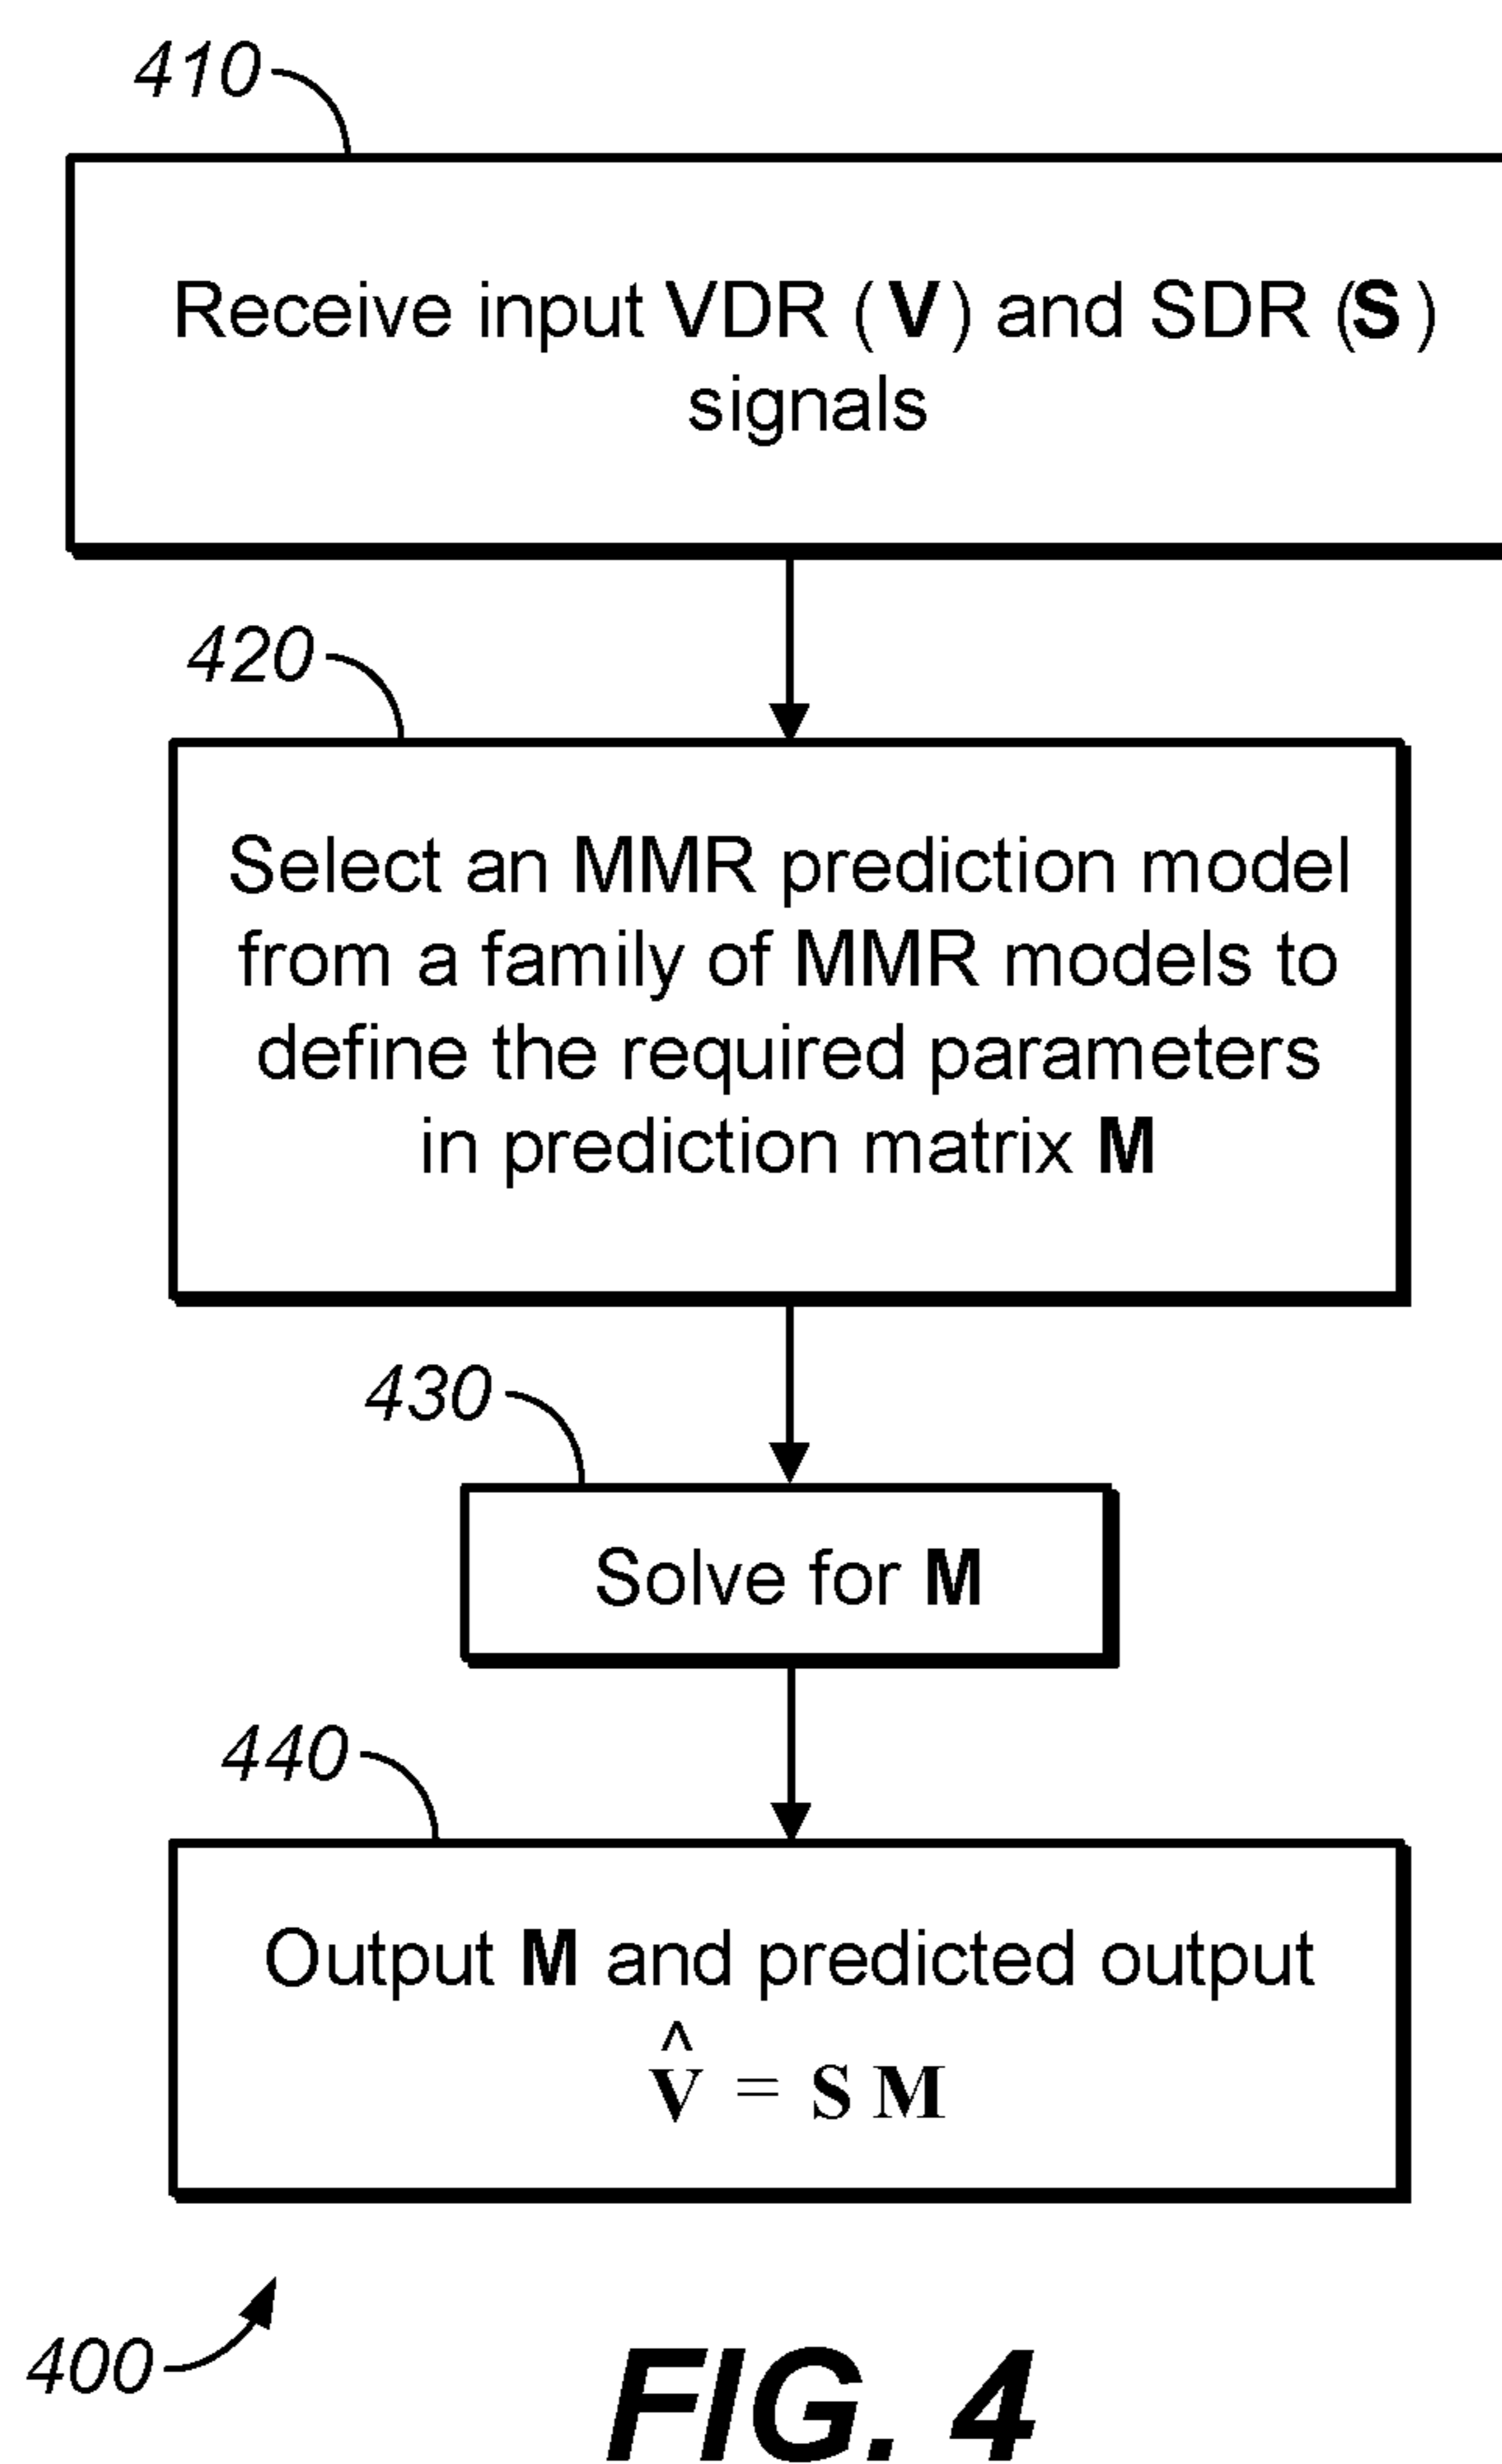 410
Receive input VDR (V) and SDR (S)
signals
420
Select an MMR prediction model
from a family of MMR models to
define the required parameters
in prediction matrix M
430
Solve for M
440
Output M and predicted output
V̂ = S M
400
FIG. 4